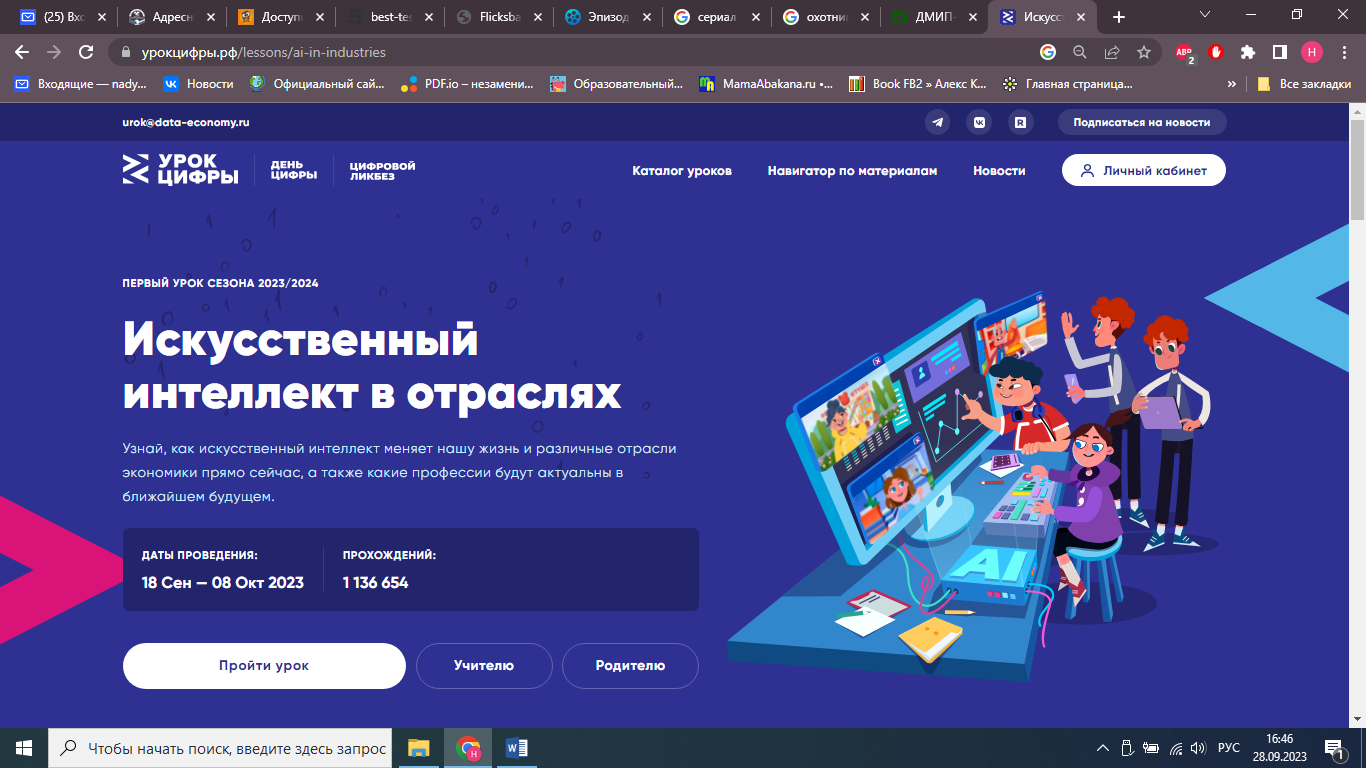 (25) Вхо
Адресн
Доступ
best-tes
Flicksba
Эпизод
сериал
охотни
ДМИП-
Искусс
урокцифры.рф/lessons/ai-in-industries
ABP
2
H
Входящие — nady...
Новости
Официальный сай...
PDF.io – незамени...
Образовательный...
MamaAbakana.ru •...
Book FB2 » Алекс К...
Главная страница...
»
Все закладки
urok@data-economy.ru
Подписаться на новости
УРОК
ЦИФРЫ
ДЕНЬ
ЦИФРЫ
ЦИФРОВОЙ
ЛИКБЕЗ
Каталог уроков
Навигатор по материалам
Новости
Личный кабинет
ПЕРВЫЙ УРОК СЕЗОНА 2023/2024
Искусственный
интеллект в отраслях
Узнай, как искусственный интеллект меняет нашу жизнь и различные отрасли
экономики прямо сейчас, а также какие профессии будут актуальны в
ближайшем будущем.
ДАТЫ ПРОВЕДЕНИЯ:
18 Сен — 08 Окт 2023
ПРОХОЖДЕНИЙ:
1 136 654
AI
Пройти урок
Учителю
Родителю
Чтобы начать поиск, введите здесь запрос
РУС
16:46
28.09.2023
1